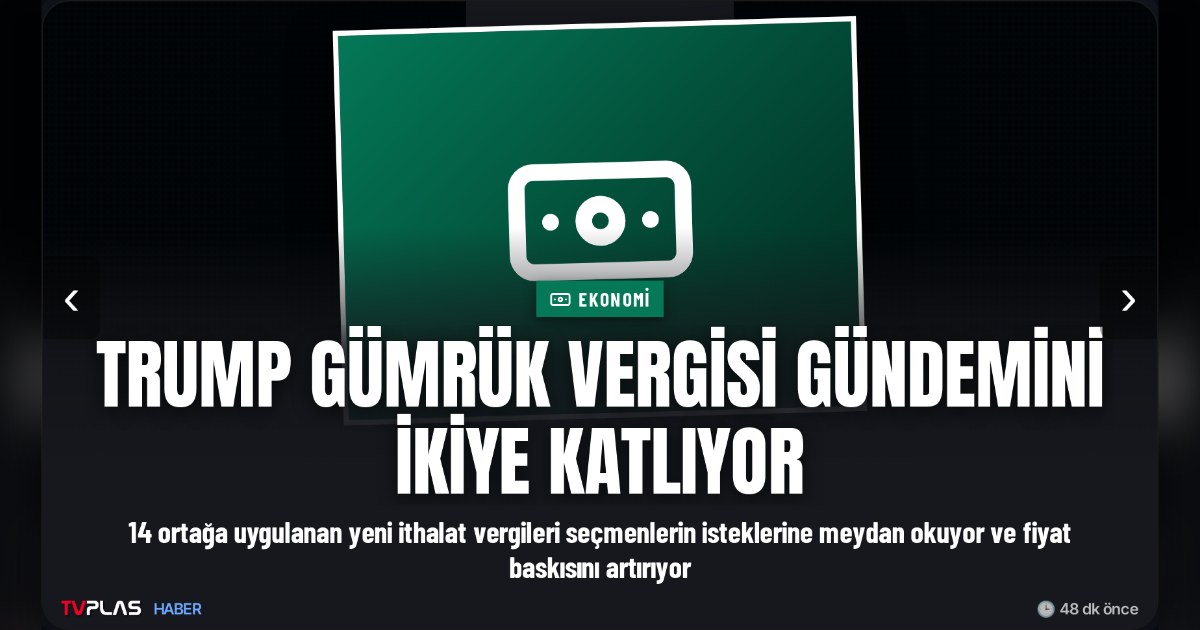 EKONOMİ
TRUMP GÜMRÜK VERGİSİ GÜNDEMİNİ
İKİYE KATLIYOR
14 ortağa uygulanan yeni ithalat vergileri seçmenlerin isteklerine meydan okuyor ve fiyat
baskısını artırıyor
TVPLAS HABER
48 dk önce